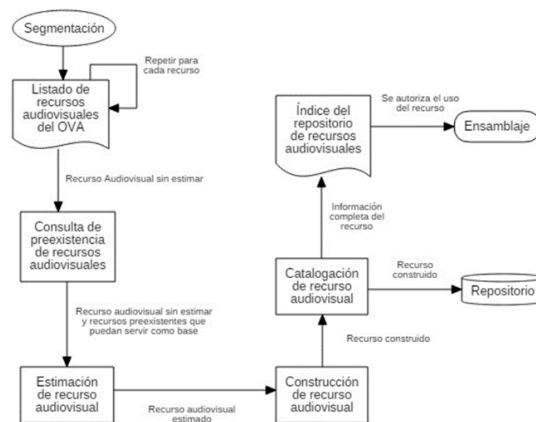 Segmentación
Repetir para
cada recurso
Listado de
recursos
audiovisuales
del OVA
Recurso Audiovisual sin estimar
Consulta de
preexistencia
de recursos
audiovisuales
Recurso audiovisual sin estimar
y recursos preexistentes que
puedan servir como base
Estimación
de recurso
audiovisual
Recurso audiovisual
estimado
Construcción
de recurso
audiovisual
Recurso construido
Catalogación
de recurso
audiovisual
Recurso
construido
Repositorio
Información
completa del
recurso
Índice del
repositorio
de recursos
audiovisuales
Se autoriza el uso
del recurso
Ensamblaje